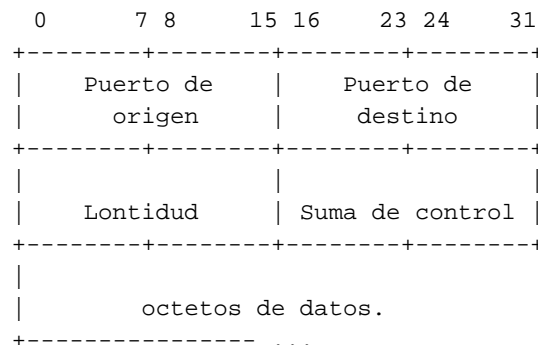 0 7 8 15 16 23 24 31
+--------+--------+--------+--------+
| Puerto de | Puerto de |
| origen | destino |
+--------+--------+--------+--------+
| | |
| Lontidud | Suma de control |
+--------+--------+--------+--------+
|
| octetos de datos.
+---------------- ...